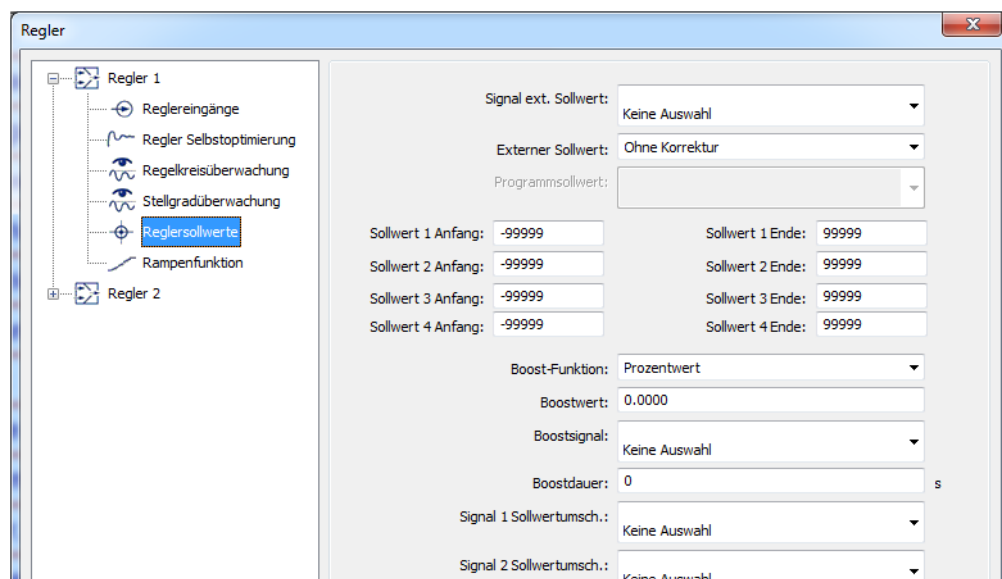 Regler
Regler 1
Reglereingänge
Regler Selbstoptimierung
Regelkreisüberwachung
Stellgradüberwachung
Reglersollwerte
Rampenfunktion
Regler 2
Signal ext. Sollwert: Keine Auswahl
Externer Sollwert: Ohne Korrektur
Programmsollwert:
Sollwert 1 Anfang: -99999 Sollwert 1 Ende: 99999
Sollwert 2 Anfang: -99999 Sollwert 2 Ende: 99999
Sollwert 3 Anfang: -99999 Sollwert 3 Ende: 99999
Sollwert 4 Anfang: -99999 Sollwert 4 Ende: 99999
Boost-Funktion: Prozentwert
Boostwert: 0.0000
Boostsignal: Keine Auswahl
Boostdauer: 0 s
Signal 1 Sollwertumsch.: Keine Auswahl
Signal 2 Sollwertumsch.: Keine Auswahl